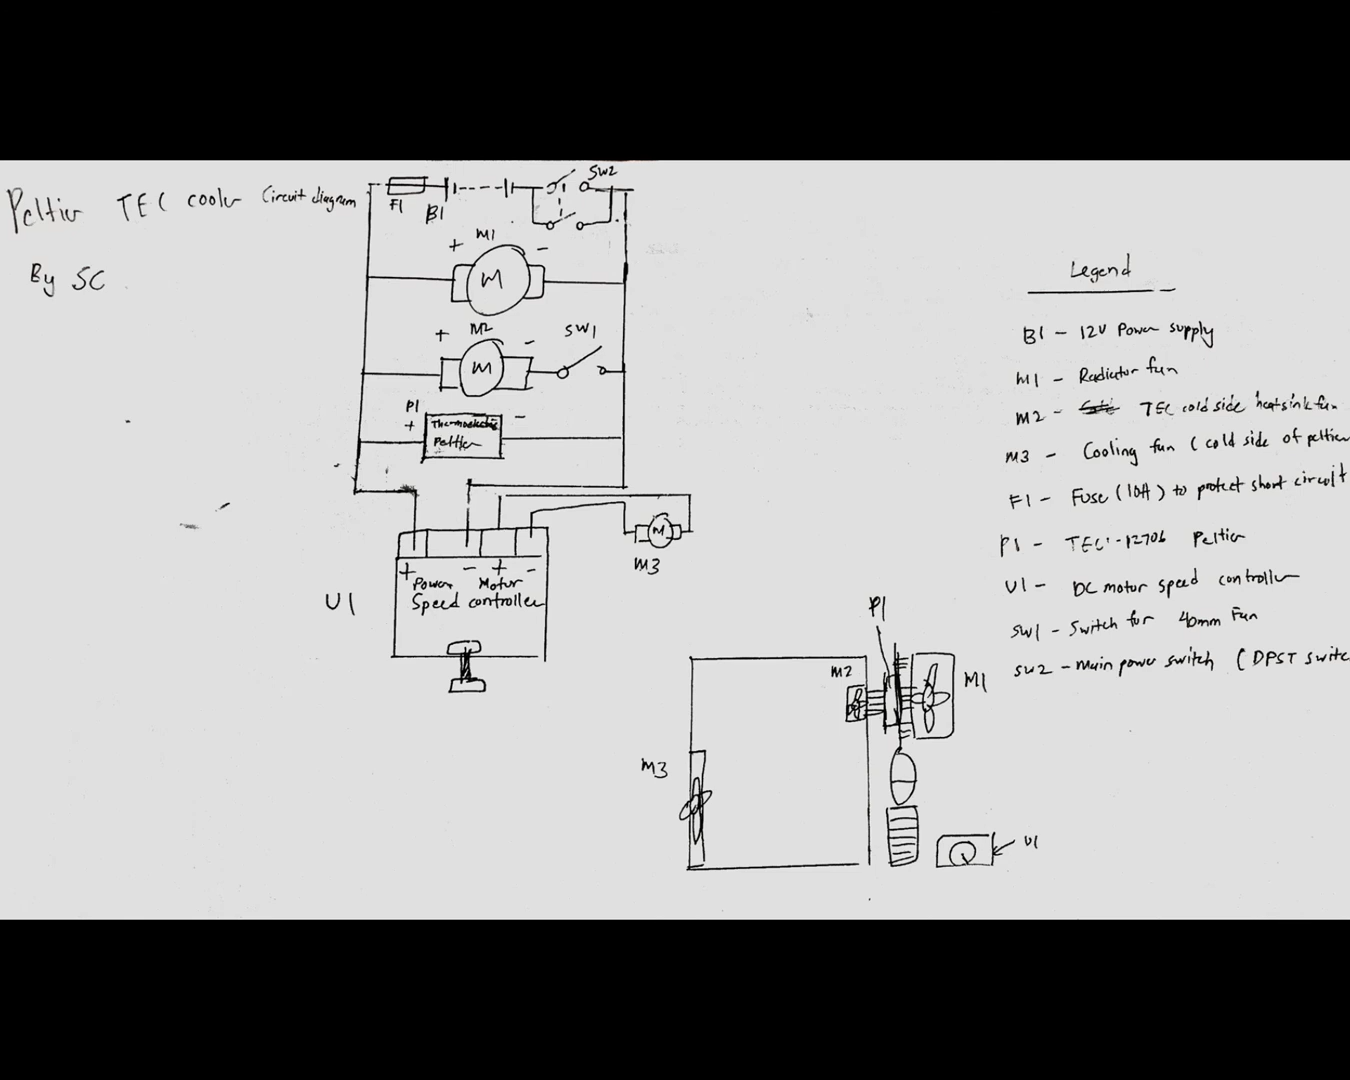 Peltier TEC cooler Circuit diagram
By SC
F1
B1
SW2
+ M1 -
M
+ M2 -
SW1
M
P1
+ -
Thermoelectric
Peltier
M
M3
+ - + -
Power Motor
Speed controller
U1
Legend
B1 - 12V Power supply
M1 - Radiator fan
M2 - TEC cold side heatsink fan
M3 - Cooling fan (cold side of peltier
F1 - Fuse (10A) to protect short circuit
P1 - TEC1-12706 Peltier
U1 - DC motor speed controller
SW1 - Switch for 40mm Fan
SW2 - Main power switch (DPST switc
P1
M2
M1
M3
U1